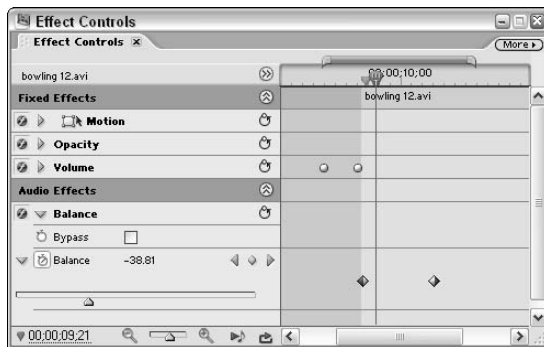 Effect Controls
Effect Controls
More
bowling 12.avi
00;00;10;00
Fixed Effects
bowling 12.avi
Motion
Opacity
Volume
Audio Effects
Balance
Bypass
Balance -38.81
00;00;09;21